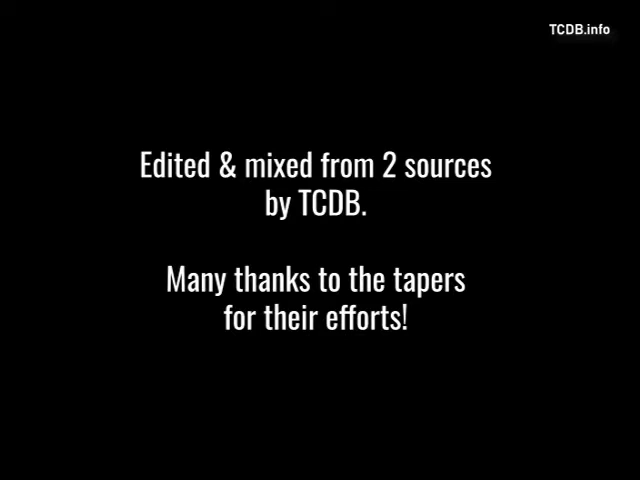 TCDB.info
Edited & mixed from 2 sources
by TCDB.
Many thanks to the tapers
for their efforts!